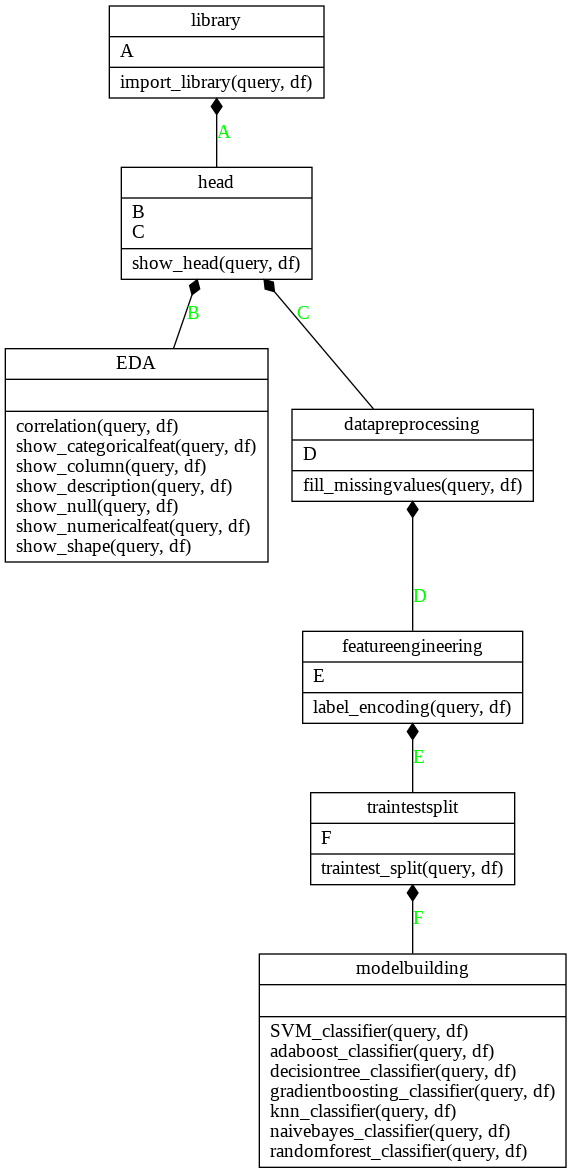 library
A
import_library(query, df)
A
head
B
C
show_head(query, df)
B
C
EDA
correlation(query, df)
show_categoricalfeat(query, df)
show_column(query, df)
show_description(query, df)
show_null(query, df)
show_numericalfeat(query, df)
show_shape(query, df)
datapreprocessing
D
fill_missingvalues(query, df)
D
featureengineering
E
label_encoding(query, df)
E
traintestsplit
F
traintest_split(query, df)
F
modelbuilding
SVM_classifier(query, df)
adaboost_classifier(query, df)
decisiontree_classifier(query, df)
gradientboosting_classifier(query, df)
knn_classifier(query, df)
naivebayes_classifier(query, df)
randomforest_classifier(query, df)